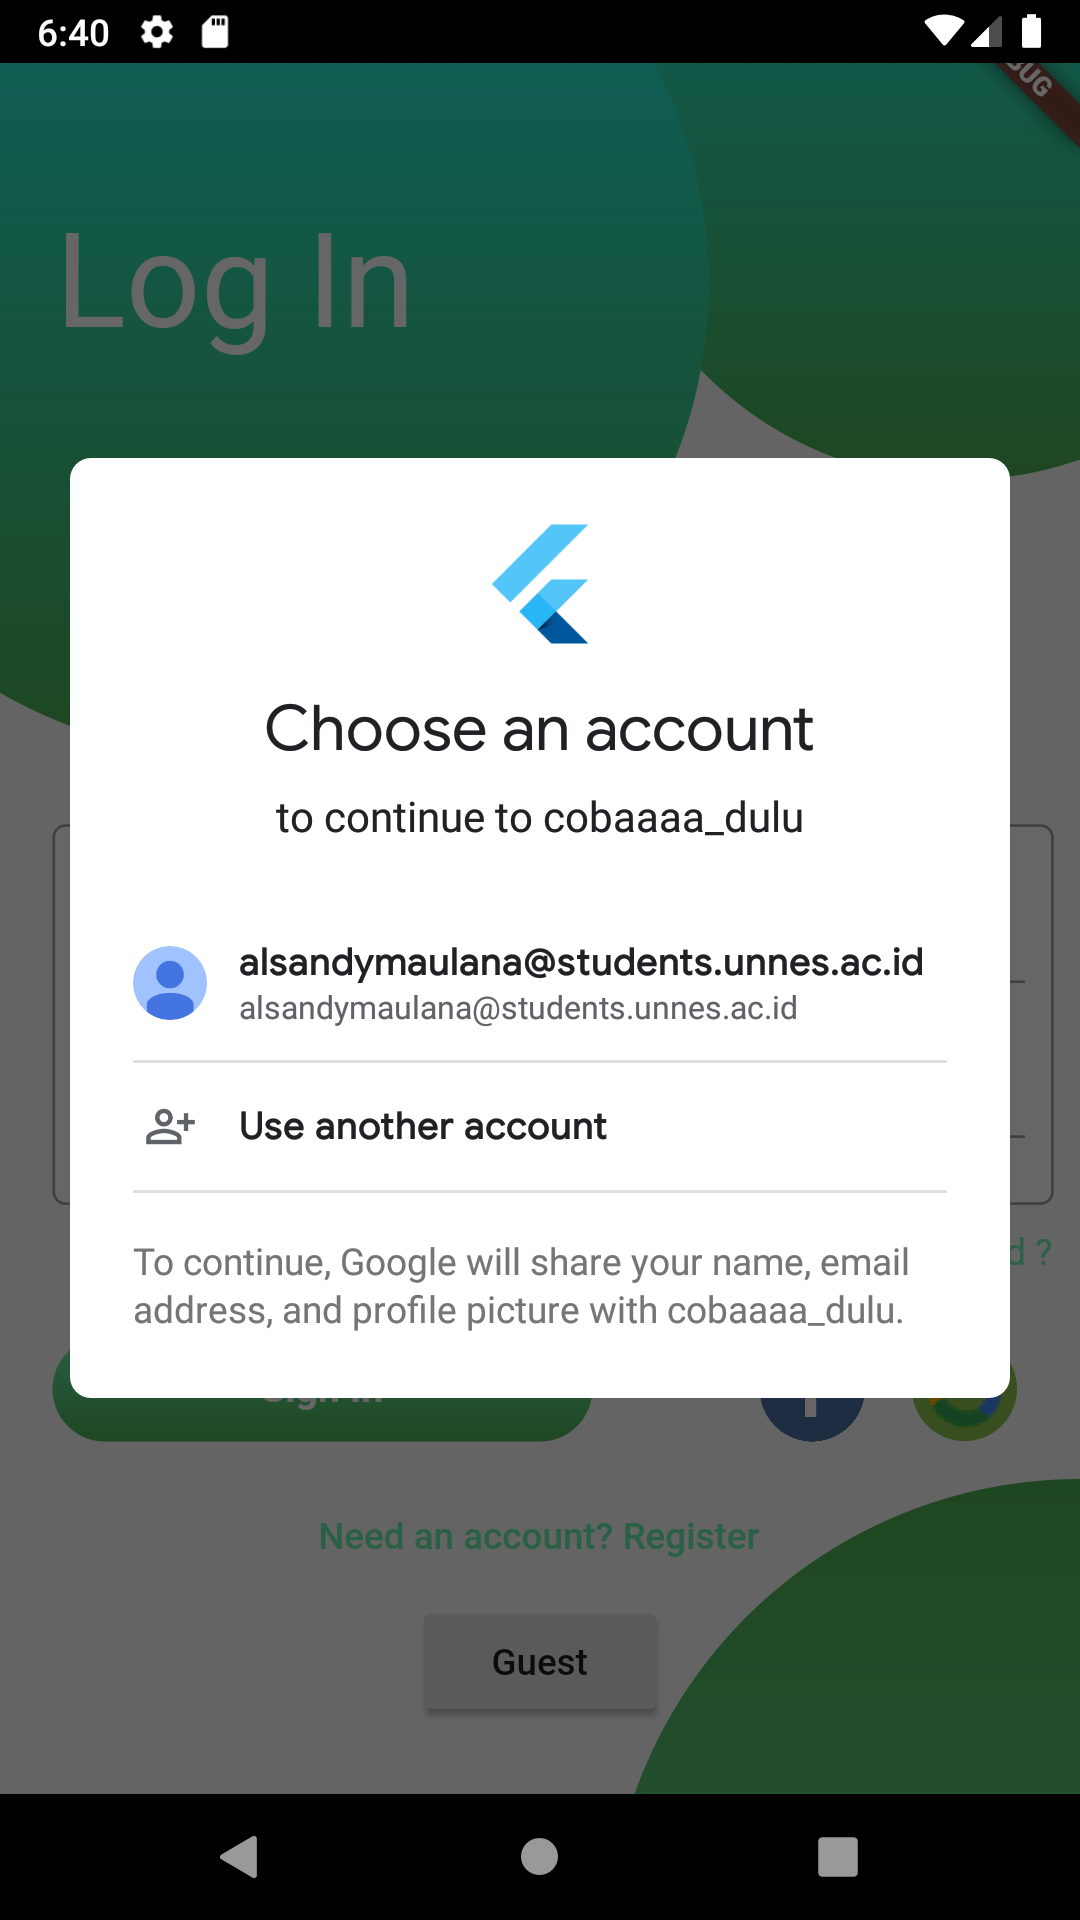 6:40
Log In
Choose an account
to continue to cobaaaa_dulu
alsandymaulana@students.unnes.ac.id
alsandymaulana@students.unnes.ac.id
Use another account
d ?
To continue, Google will share your name, email
address, and profile picture with cobaaaa_dulu.
Need an account? Register
Guest